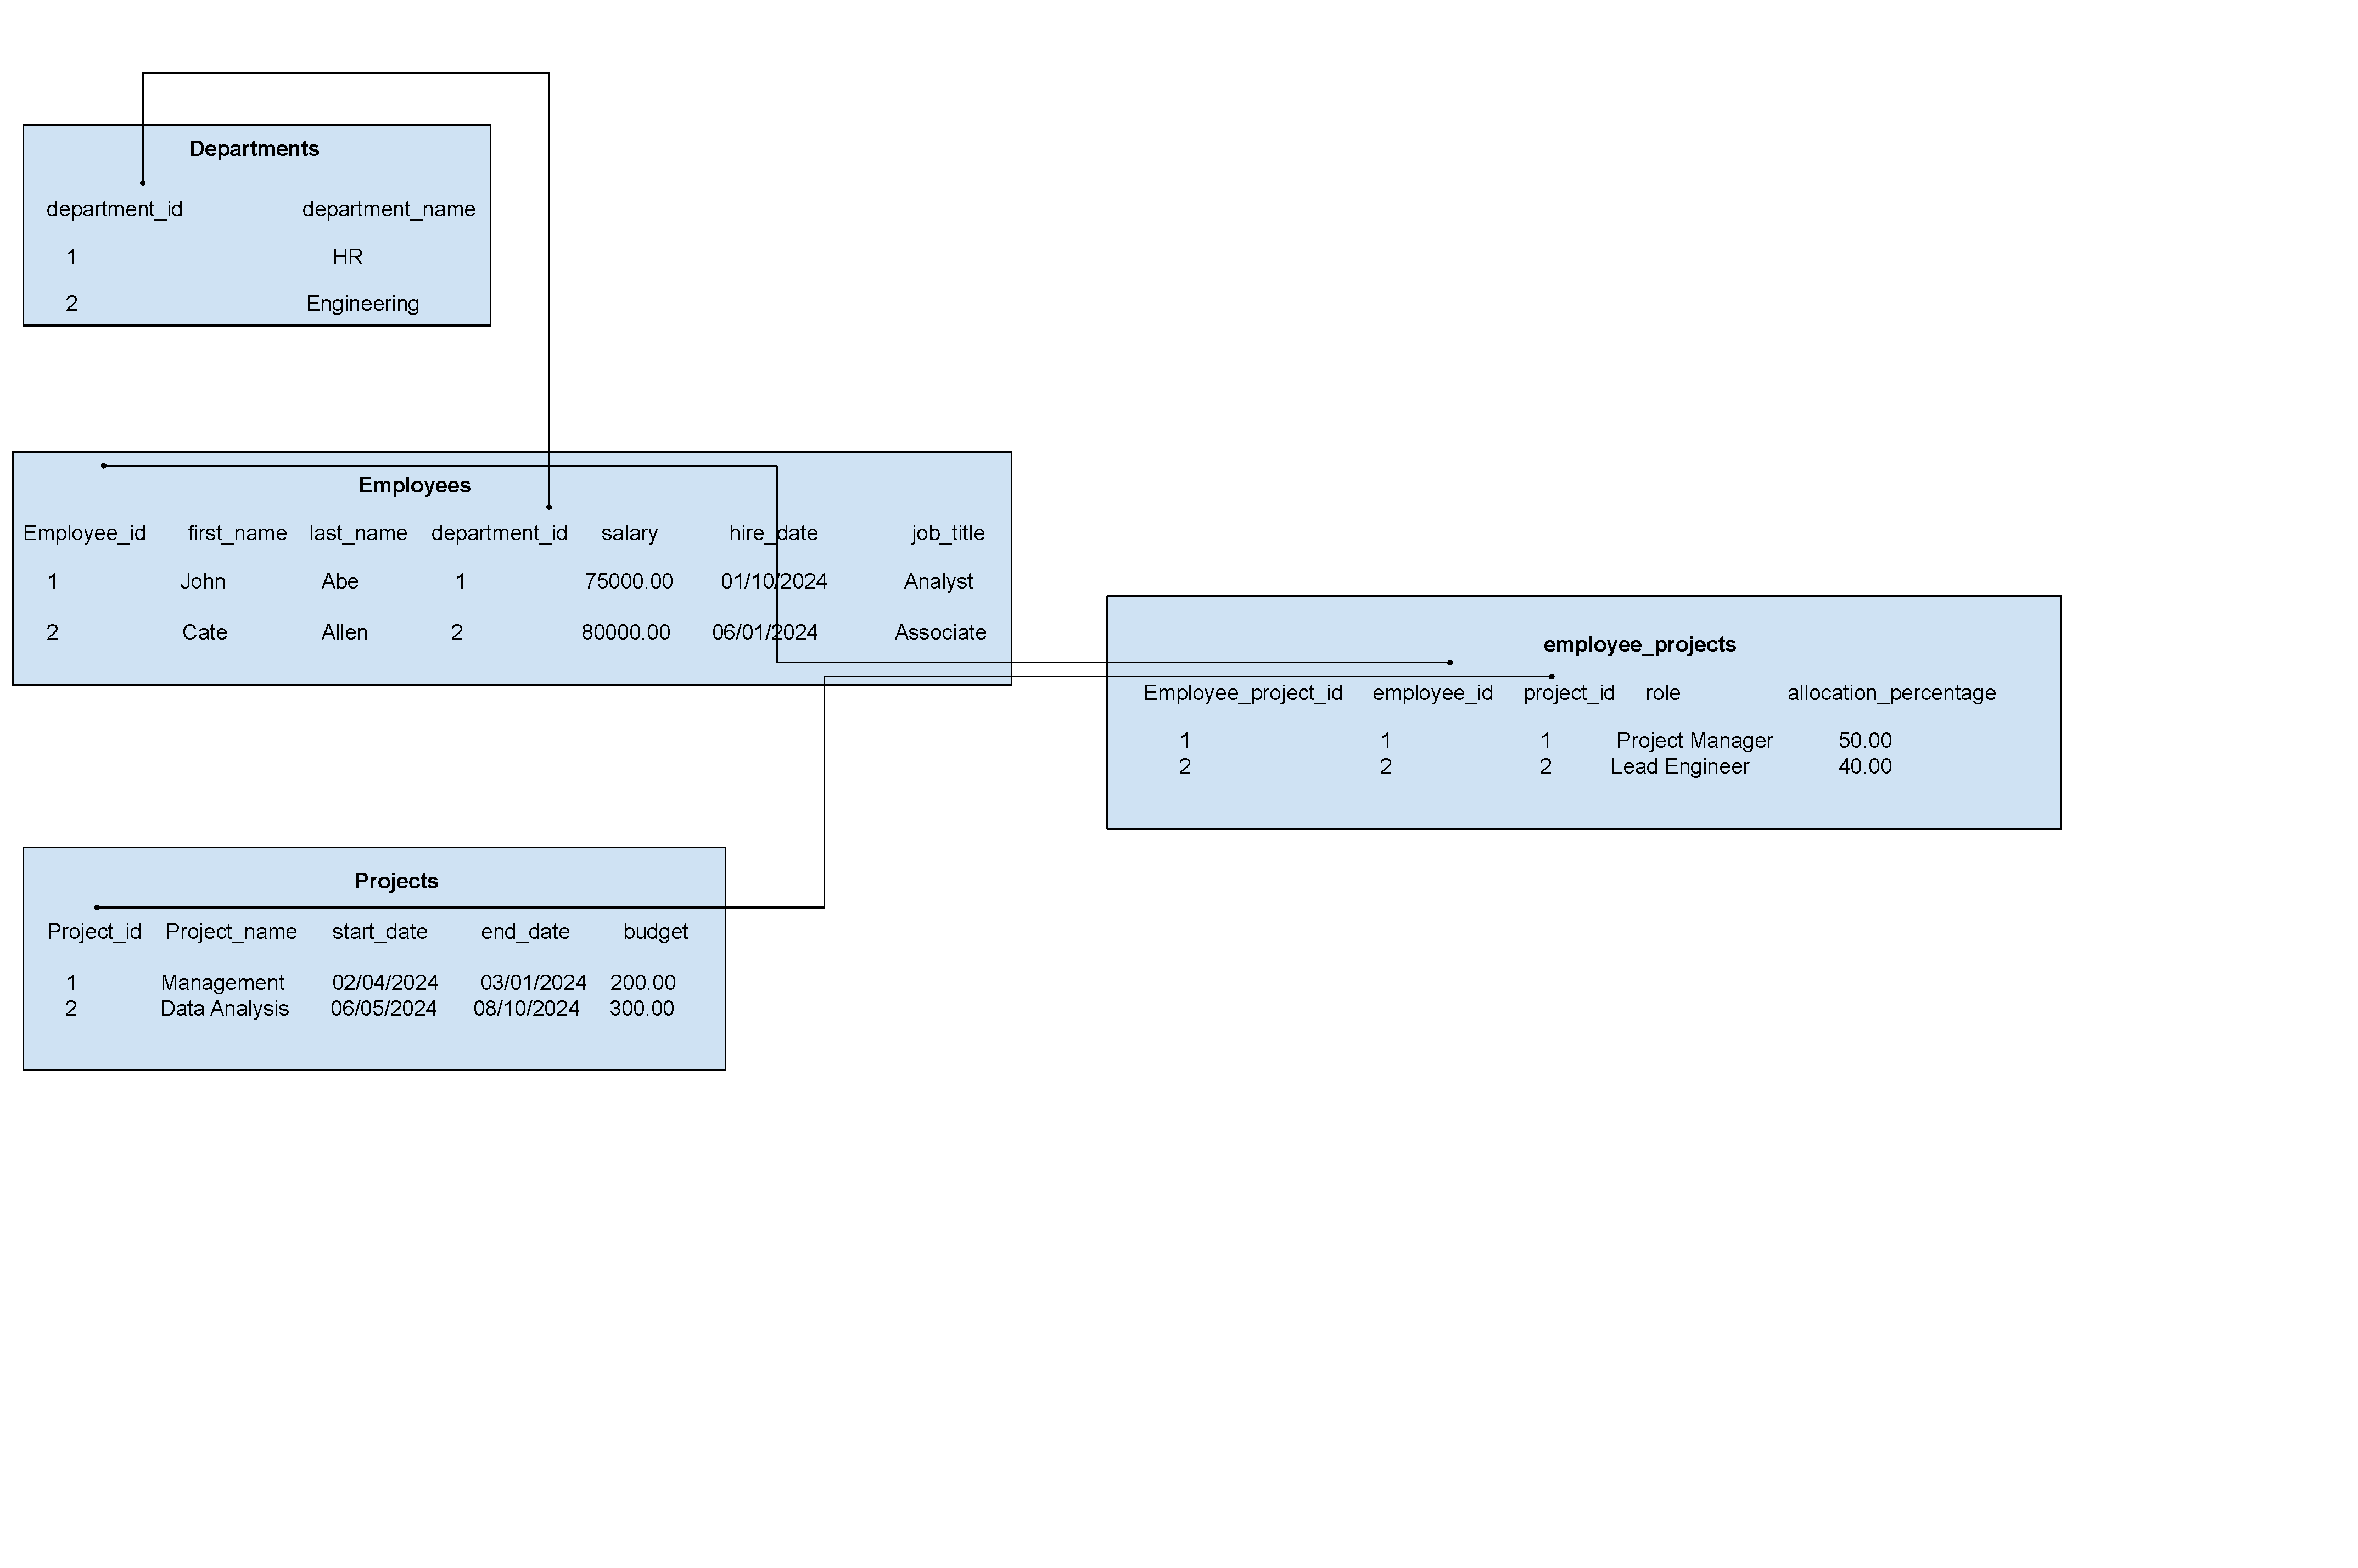 Departments
department_id department_name
1 HR
2 Engineering
Employees
Employee_id first_name last_name department_id salary hire_date job_title
1 John Abe 1 75000.00 01/10/2024 Analyst
2 Cate Allen 2 80000.00 06/01/2024 Associate
employee_projects
Employee_project_id employee_id project_id role allocation_percentage
1 1 1 Project Manager 50.00
2 2 2 Lead Engineer 40.00
Projects
Project_id Project_name start_date end_date budget
1 Management 02/04/2024 03/01/2024 200.00
2 Data Analysis 06/05/2024 08/10/2024 300.00